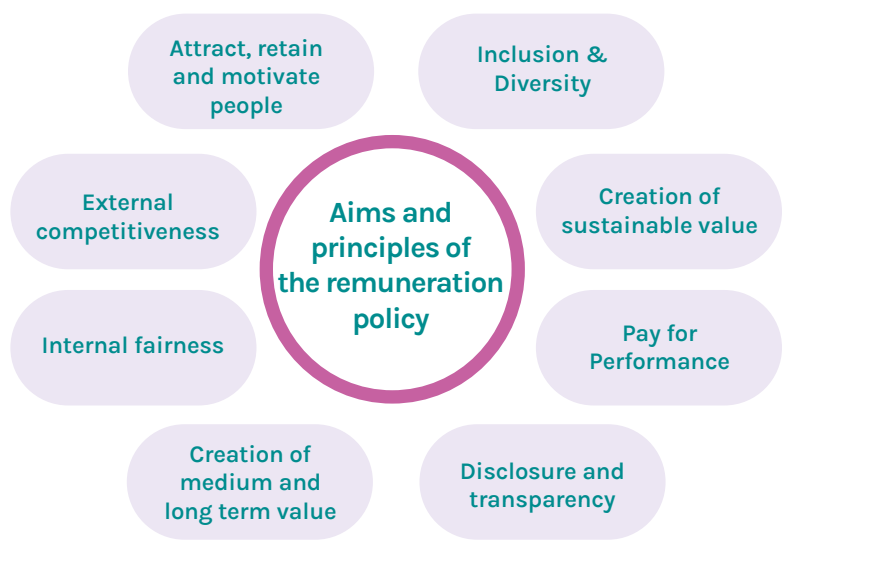 Attract, retain
and motivate
people
Inclusion &
Diversity
External
competitiveness
Aims and
principles of
the remuneration
policy
Creation of
sustainable value
Internal fairness
Pay for
Performance
Creation of
medium and
long term value
Disclosure and
transparency